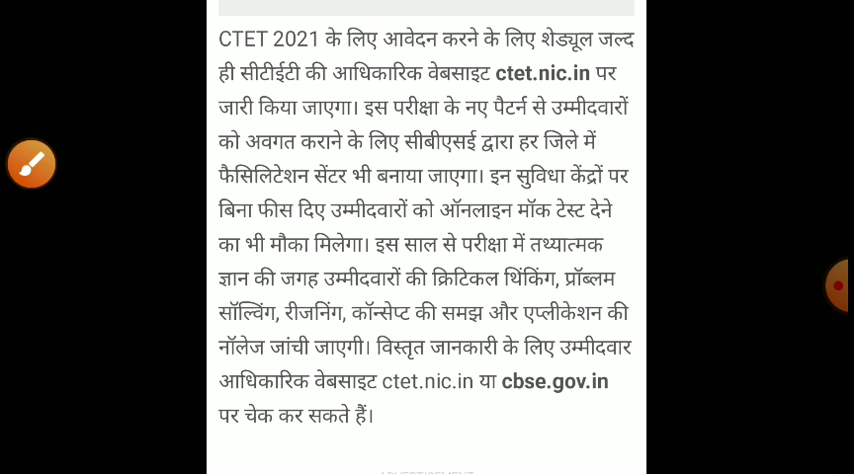 CTET 2021 के लिए आवेदन करने के लिए शेड्यूल जल्द
ही सीटीईटी की आधिकारिक वेबसाइट ctet.nic.in पर
जारी किया जाएगा। इस परीक्षा के नए पैटर्न से उम्मीदवारों
को अवगत कराने के लिए सीबीएसई द्वारा हर जिले में
फैसिलिटेशन सेंटर भी बनाया जाएगा। इन सुविधा केंद्रों पर
बिना फीस दिए उम्मीदवारों को ऑनलाइन मॉक टेस्ट देने
का भी मौका मिलेगा। इस साल से परीक्षा में तथ्यात्मक
ज्ञान की जगह उम्मीदवारों की क्रिटिकल थिंकिंग, प्रॉब्लम
सॉल्विंग, रीजनिंग, कॉन्सेप्ट की समझ और एप्लीकेशन की
नॉलेज जांची जाएगी। विस्तृत जानकारी के लिए उम्मीदवार
आधिकारिक वेबसाइट ctet.nic.in या cbse.gov.in
पर चेक कर सकते हैं।
ADVERTISEMENT